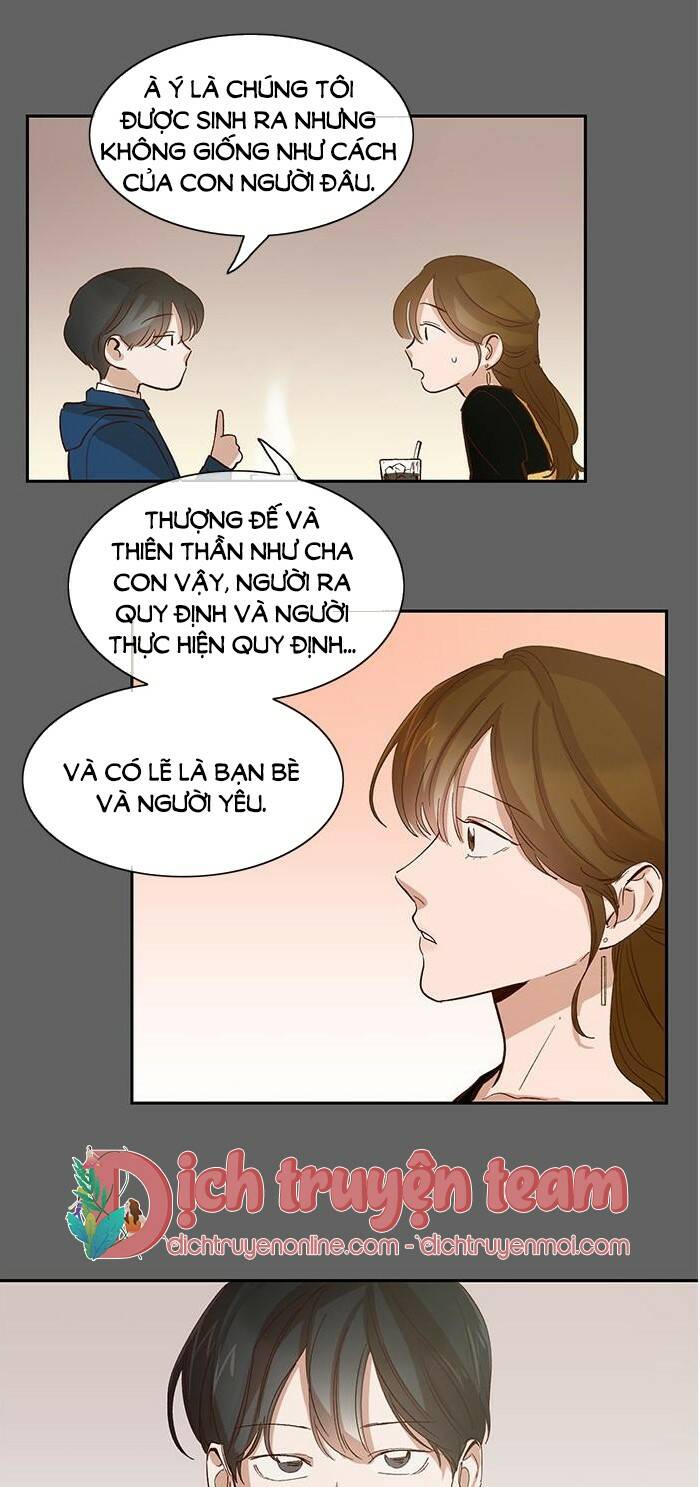 À Ý LÀ CHÚNG TÔI
ĐƯỢC SINH RA NHƯNG
KHÔNG GIỐNG NHƯ CÁCH
CỦA CON NGƯỜI ĐÂU.
THƯỢNG ĐẾ VÀ
THIÊN THẦN NHƯ CHA
CON VẬY, NGƯỜI RA
QUY ĐỊNH VÀ NGƯỜI
THỰC HIỆN QUY ĐỊNH...
VÀ CÓ LẼ LÀ BẠN BÈ
VÀ NGƯỜI YÊU.
Dịch truyện team
*dichtruyenonline.com *dichtruyenmoi.com